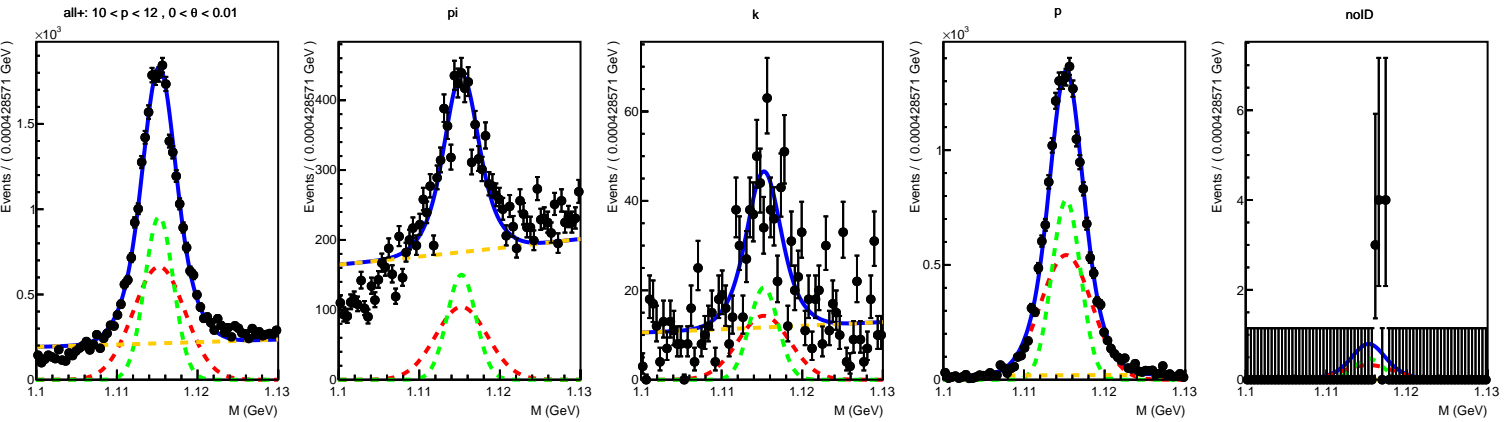 all+: 10 < p < 12 , 0 < θ < 0.01
×10³
Events / ( 0.000428571 GeV )
1.5
1
0.5
0
1.1 1.11 1.12 1.13
M (GeV)
pi
Events / ( 0.000428571 GeV )
400
300
200
100
0
1.1 1.11 1.12 1.13
M (GeV)
k
Events / ( 0.000428571 GeV )
60
40
20
0
1.1 1.11 1.12 1.13
M (GeV)
p
×10³
Events / ( 0.000428571 GeV )
1
0.5
0
1.1 1.11 1.12 1.13
M (GeV)
noID
Events / ( 0.000428571 GeV )
6
4
2
0
1.1 1.11 1.12 1.13
M (GeV)